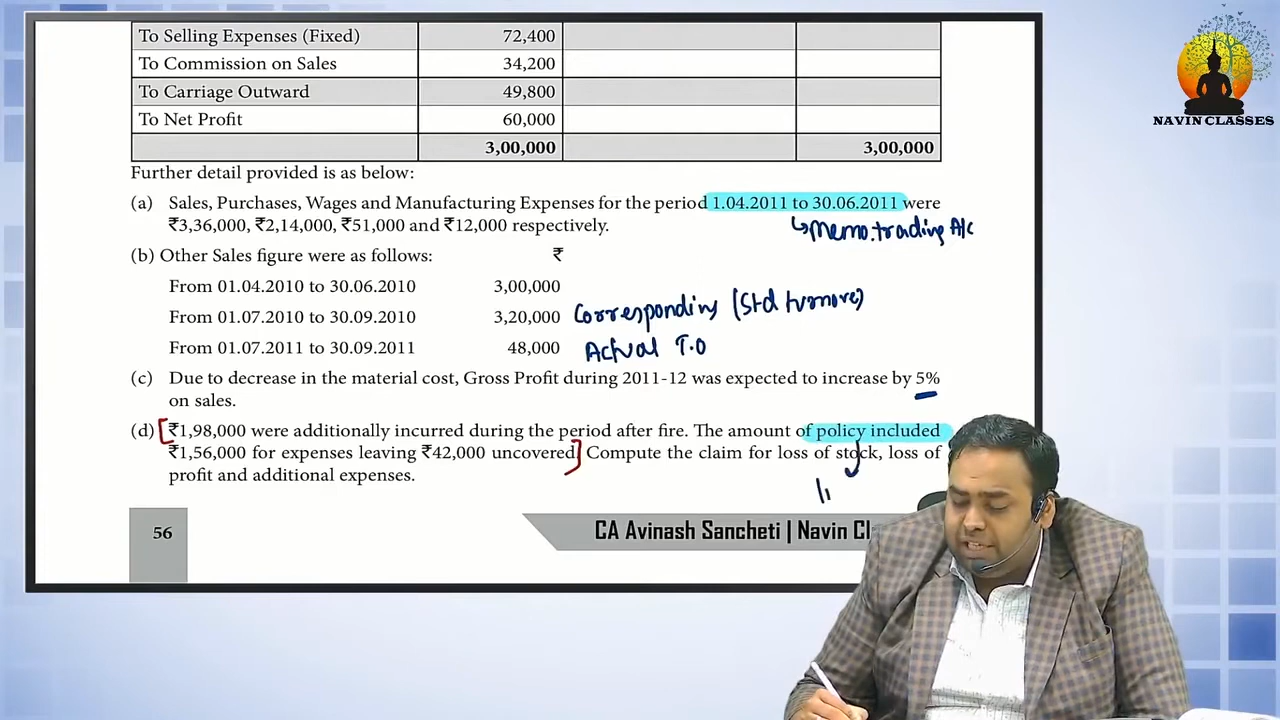 To Selling Expenses (Fixed) 72,400
To Commission on Sales 34,200
To Carriage Outward 49,800
To Net Profit 60,000
3,00,000 3,00,000
Further detail provided is as below:
(a) Sales, Purchases, Wages and Manufacturing Expenses for the period 1.04.2011 to 30.06.2011 were
₹3,36,000, ₹2,14,000, ₹51,000 and ₹12,000 respectively.
Memo. trading A/c
(b) Other Sales figure were as follows: ₹
From 01.04.2010 to 30.06.2010 3,00,000
From 01.07.2010 to 30.09.2010 3,20,000 Corresponding (Std turnover)
From 01.07.2011 to 30.09.2011 48,000 Actual T.O
(c) Due to decrease in the material cost, Gross Profit during 2011-12 was expected to increase by 5%
on sales.
(d) ₹1,98,000 were additionally incurred during the period after fire. The amount of policy included
₹1,56,000 for expenses leaving ₹42,000 uncovered. Compute the claim for loss of stock, loss of
profit and additional expenses.
56
CA Avinash Sancheti | Navin Cl
NAVIN CLASSES